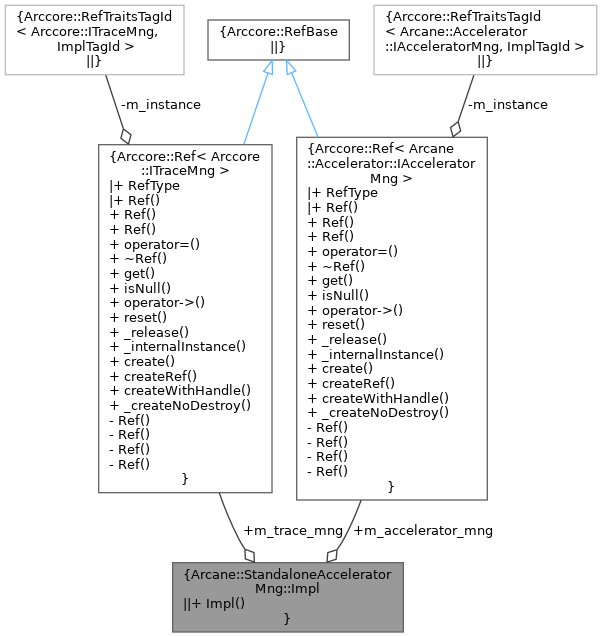 {Arccore::RefTraitsTagId
< Arccore::ITraceMng,
ImplTagId >
||}
{Arccore::RefBase
||}
{Arccore::RefTraitsTagId
< Arcane::Accelerator
::IAcceleratorMng, ImplTagId >
||}
-m_instance
-m_instance
{Arccore::Ref< Arccore
::ITraceMng >
|+ RefType
|+ Ref()
+ Ref()
+ Ref()
+ operator=()
+ ~Ref()
+ get()
+ isNull()
+ operator->()
+ reset()
+ _release()
+ _internalInstance()
+ create()
+ createRef()
+ createWithHandle()
+ _createNoDestroy()
- Ref()
- Ref()
- Ref()
- Ref()
}
{Arccore::Ref< Arcane
::Accelerator::IAccelerator
Mng >
|+ RefType
|+ Ref()
+ Ref()
+ Ref()
+ operator=()
+ ~Ref()
+ get()
+ isNull()
+ operator->()
+ reset()
+ _release()
+ _internalInstance()
+ create()
+ createRef()
+ createWithHandle()
+ _createNoDestroy()
- Ref()
- Ref()
- Ref()
- Ref()
}
+m_trace_mng
+m_accelerator_mng
{Arcane::StandaloneAccelerator
Mng::Impl
||+ Impl()
}